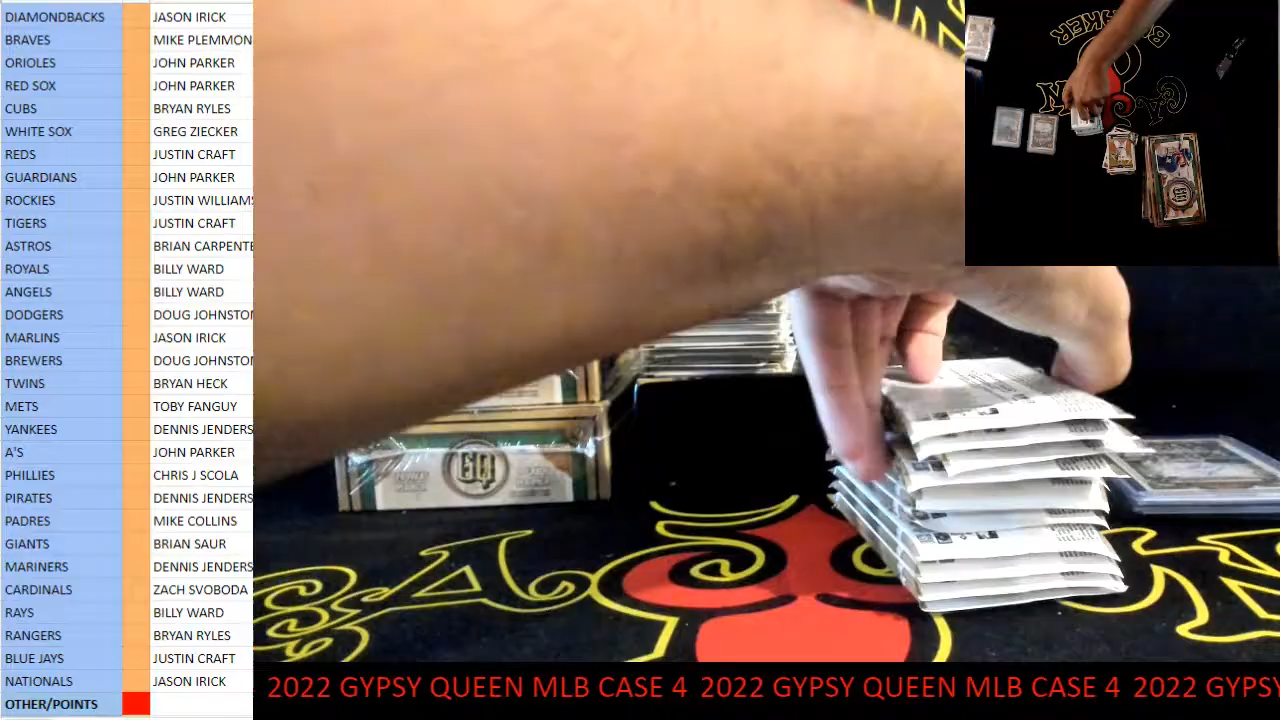 DIAMONDBACKS JASON IRICK
BRAVES MIKE PLEMMON
ORIOLES JOHN PARKER
RED SOX JOHN PARKER
CUBS BRYAN RYLES
WHITE SOX GREG ZIECKER
REDS JUSTIN CRAFT
GUARDIANS JOHN PARKER
ROCKIES JUSTIN WILLIAMS
TIGERS JUSTIN CRAFT
ASTROS BRIAN CARPENTE
ROYALS BILLY WARD
ANGELS BILLY WARD
DODGERS DOUG JOHNSTON
MARLINS JASON IRICK
BREWERS DOUG JOHNSTON
TWINS BRYAN HECK
METS TOBY FANGUY
YANKEES DENNIS JENDERS
A'S JOHN PARKER
PHILLIES CHRIS J SCOLA
PIRATES DENNIS JENDERS
PADRES MIKE COLLINS
GIANTS BRIAN SAUR
MARINERS DENNIS JENDERS
CARDINALS ZACH SVOBODA
RAYS BILLY WARD
RANGERS BRYAN RYLES
BLUE JAYS JUSTIN CRAFT
NATIONALS JASON IRICK
OTHER/POINTS
GQ
2022 GYPSY QUEEN MLB CASE 4 2022 GYPSY QUEEN MLB CASE 4 2022 GYPS